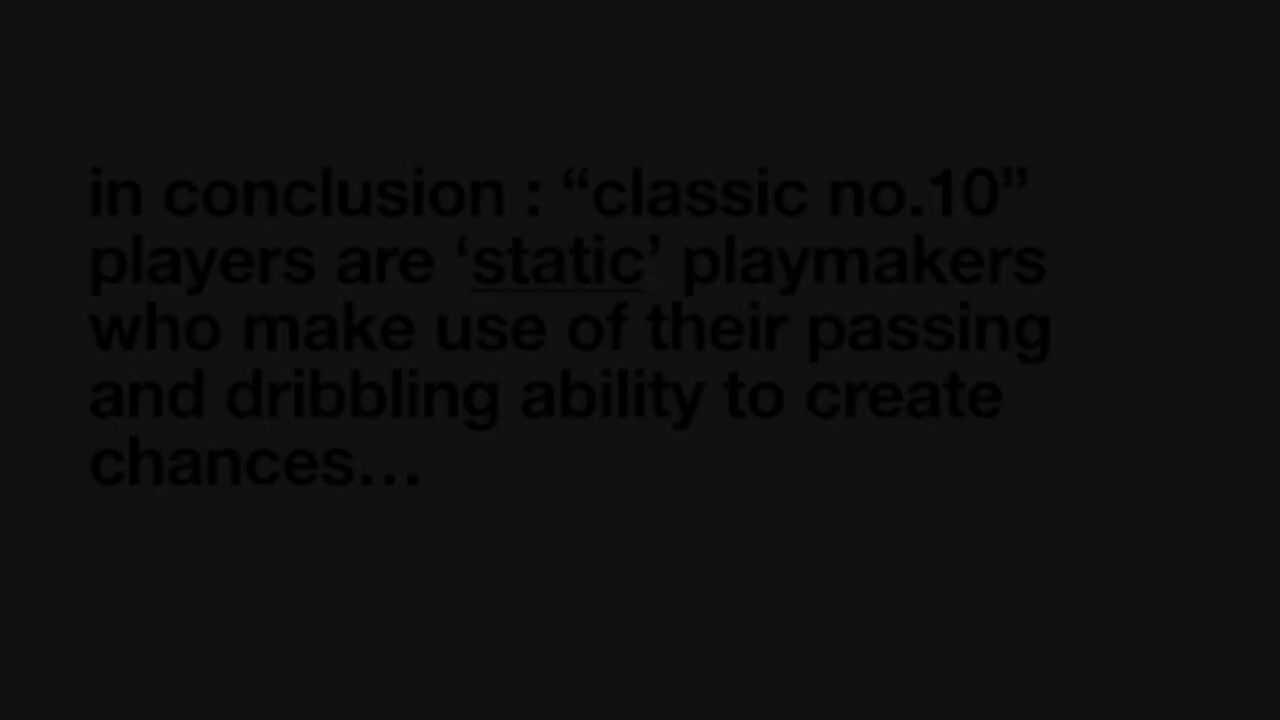 in conclusion : “classic no.10”
players are ‘static’ playmakers
who make use of their passing
and dribbling ability to create
chances…